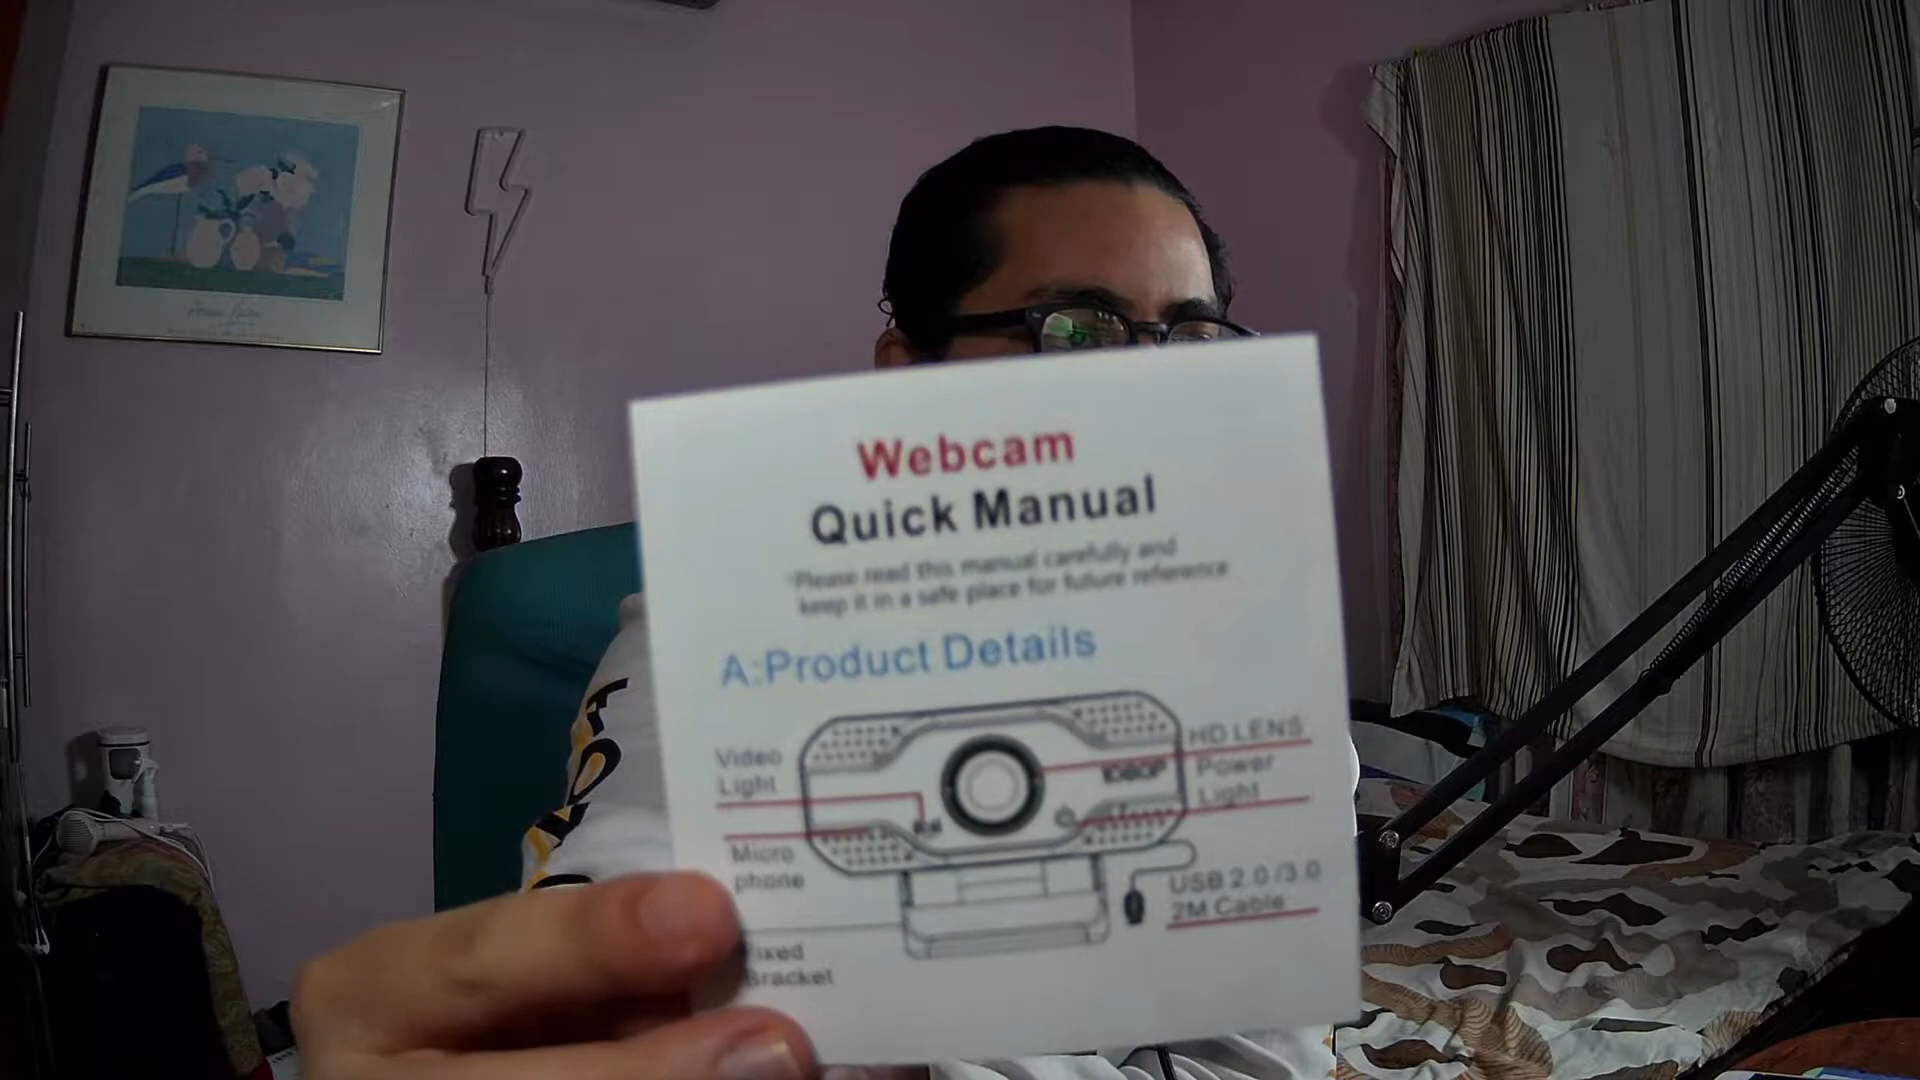 Webcam
Quick Manual
Please read this manual carefully and
keep it in a safe place for future reference
A:Product Details
Video
Light
Micro
phone
ixed
Bracket
HD LENS
1080P
Power
Light
USB 2.0/3.0
2M Cable